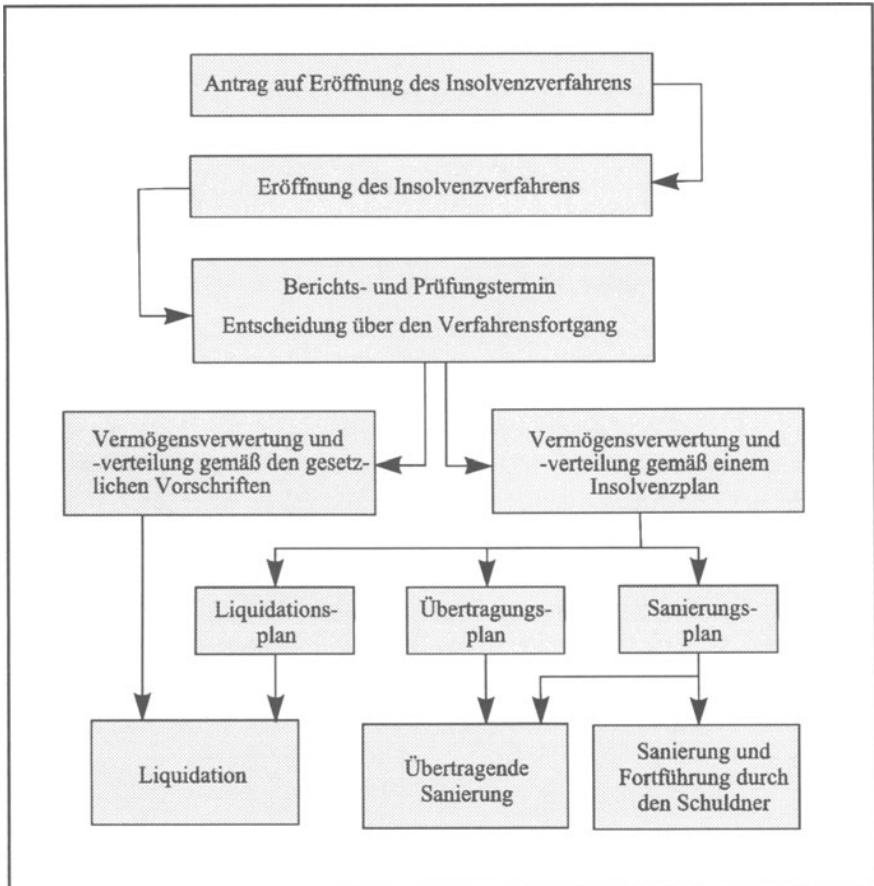 Antrag auf Eröffnung des Insolvenzverfahrens
Eröffnung des Insolvenzverfahrens
Berichts- und Prüfungstermin
Entscheidung über den Verfahrensfortgang
Vermögensverwertung und
-verteilung gemäß den gesetz-
lichen Vorschriften
Vermögensverwertung und
-verteilung gemäß einem
Insolvenzplan
Liquidations-
plan
Übertragungs-
plan
Sanierungs-
plan
Liquidation
Übertragende
Sanierung
Sanierung und
Fortführung durch
den Schuldner